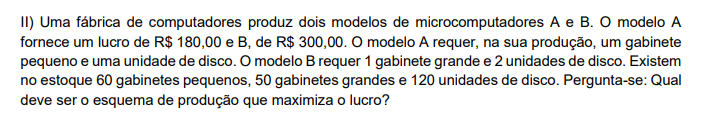 II) Uma fábrica de computadores produz dois modelos de microcomputadores A e B. O modelo A
fornece um lucro de R$ 180,00 e B, de R$ 300,00. O modelo A requer, na sua produção, um gabinete
pequeno e uma unidade de disco. O modelo B requer 1 gabinete grande e 2 unidades de disco. Existem
no estoque 60 gabinetes pequenos, 50 gabinetes grandes e 120 unidades de disco. Pergunta-se: Qual
deve ser o esquema de produção que maximiza o lucro?